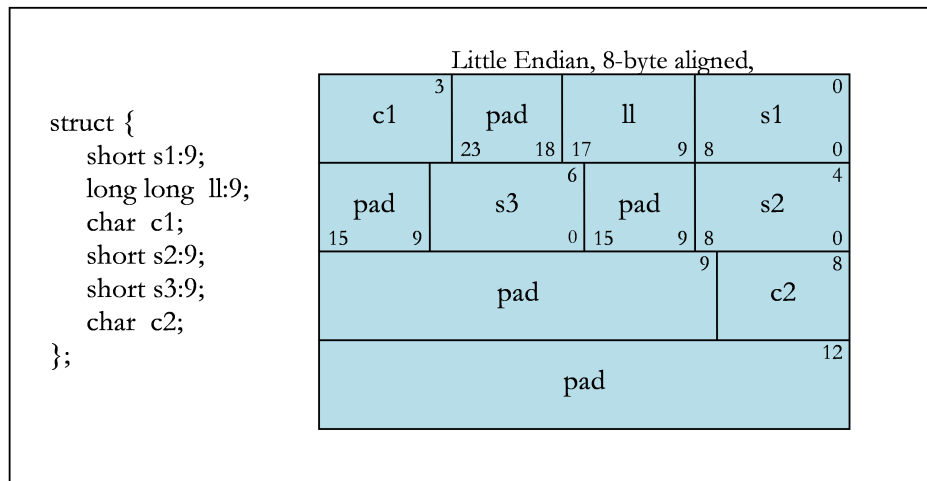 Little Endian, 8-byte aligned,
struct {
short s1:9;
long long ll:9;
char c1;
short s2:9;
short s3:9;
char c2;
};
3 0
c1 pad ll s1
23 18 17 9 8 0
6 4
pad s3 pad s2
15 9 0 15 9 8 0
9 8
pad c2
12
pad